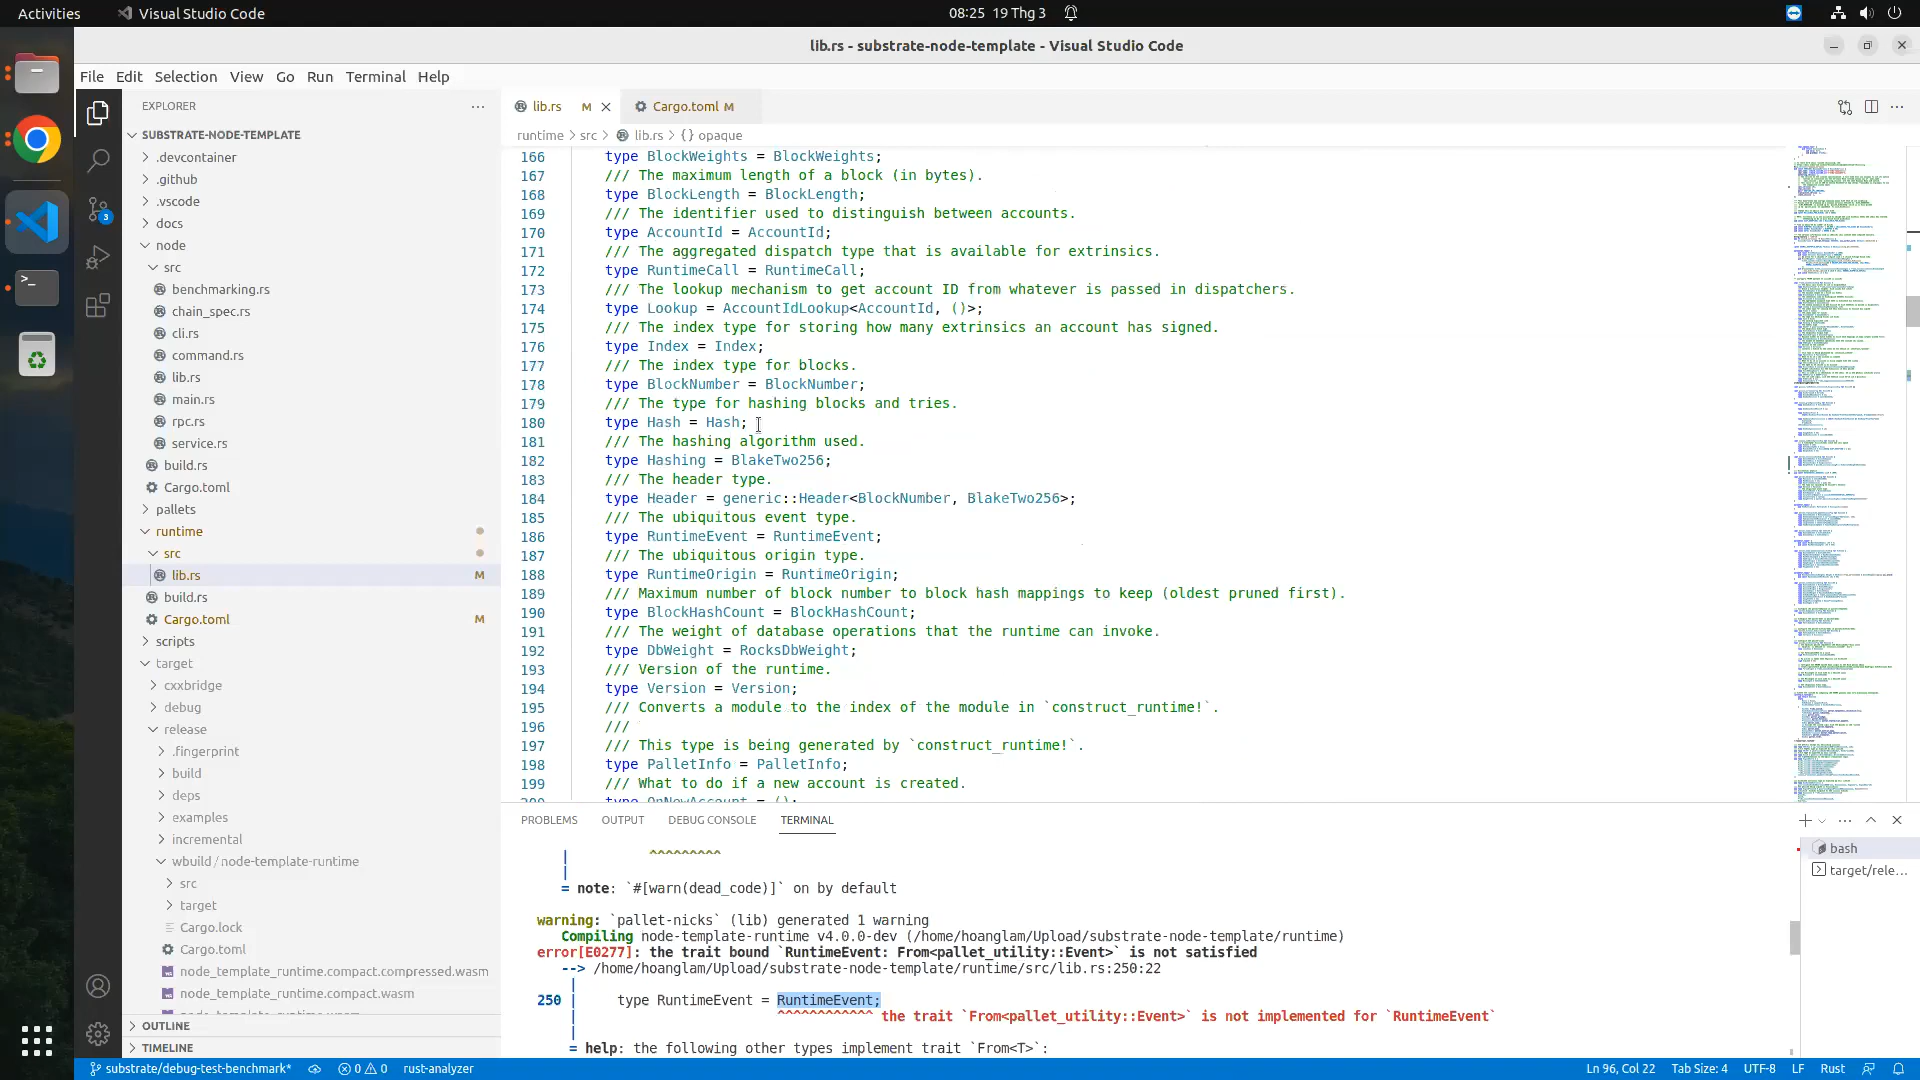 Activities
Visual Studio Code
08:25 19 Thg 3
lib.rs - substrate-node-template - Visual Studio Code
File Edit Selection View Go Run Terminal Help
EXPLORER
SUBSTRATE-NODE-TEMPLATE
.devcontainer
.github
.vscode
docs
node
src
benchmarking.rs
chain_spec.rs
cli.rs
command.rs
lib.rs
main.rs
rpc.rs
service.rs
build.rs
Cargo.toml
pallets
runtime
src
lib.rs M
build.rs
Cargo.toml M
scripts
target
cxxbridge
debug
release
.fingerprint
build
deps
examples
incremental
wbuild / node-template-runtime
src
target
Cargo.lock
Cargo.toml
node_template_runtime.compact.compressed.wasm
node_template_runtime.compact.wasm
OUTLINE
TIMELINE
3
lib.rs M
Cargo.toml M
runtime > src > lib.rs > {} opaque
166 type BlockWeights = BlockWeights;
167 /// The maximum length of a block (in bytes).
168 type BlockLength = BlockLength;
169 /// The identifier used to distinguish between accounts.
170 type AccountId = AccountId;
171 /// The aggregated dispatch type that is available for extrinsics.
172 type RuntimeCall = RuntimeCall;
173 /// The lookup mechanism to get account ID from whatever is passed in dispatchers.
174 type Lookup = AccountIdLookup<AccountId, ()>;
175 /// The index type for storing how many extrinsics an account has signed.
176 type Index = Index;
177 /// The index type for blocks.
178 type BlockNumber = BlockNumber;
179 /// The type for hashing blocks and tries.
180 type Hash = Hash;
181 /// The hashing algorithm used.
182 type Hashing = BlakeTwo256;
183 /// The header type.
184 type Header = generic::Header<BlockNumber, BlakeTwo256>;
185 /// The ubiquitous event type.
186 type RuntimeEvent = RuntimeEvent;
187 /// The ubiquitous origin type.
188 type RuntimeOrigin = RuntimeOrigin;
189 /// Maximum number of block number to block hash mappings to keep (oldest pruned first).
190 type BlockHashCount = BlockHashCount;
191 /// The weight of database operations that the runtime can invoke.
192 type DbWeight = RocksDbWeight;
193 /// Version of the runtime.
194 type Version = Version;
195 /// Converts a module to the index of the module in `construct_runtime!`.
196 ///
197 /// This type is being generated by `construct_runtime!`.
198 type PalletInfo = PalletInfo;
199 /// What to do if a new account is created.
200 type OnNewAccount = ();
PROBLEMS OUTPUT DEBUG CONSOLE TERMINAL
| ^^^^^^^^^
|
= note: `#[warn(dead_code)]` on by default
warning: `pallet-nicks` (lib) generated 1 warning
Compiling node-template-runtime v4.0.0-dev (/home/hoanglam/Upload/substrate-node-template/runtime)
error[E0277]: the trait bound `RuntimeEvent: From<pallet_utility::Event>` is not satisfied
--> /home/hoanglam/Upload/substrate-node-template/runtime/src/lib.rs:250:22
|
250 | type RuntimeEvent = RuntimeEvent;
| ^^^^^^^^^^^^ the trait `From<pallet_utility::Event>` is not implemented for `RuntimeEvent`
|
= help: the following other types implement trait `From<T>`:
bash
target/rele...
substrate/debug-test-benchmark*
0 0
rust-analyzer
Ln 96, Col 22
Tab Size: 4
UTF-8
LF
Rust